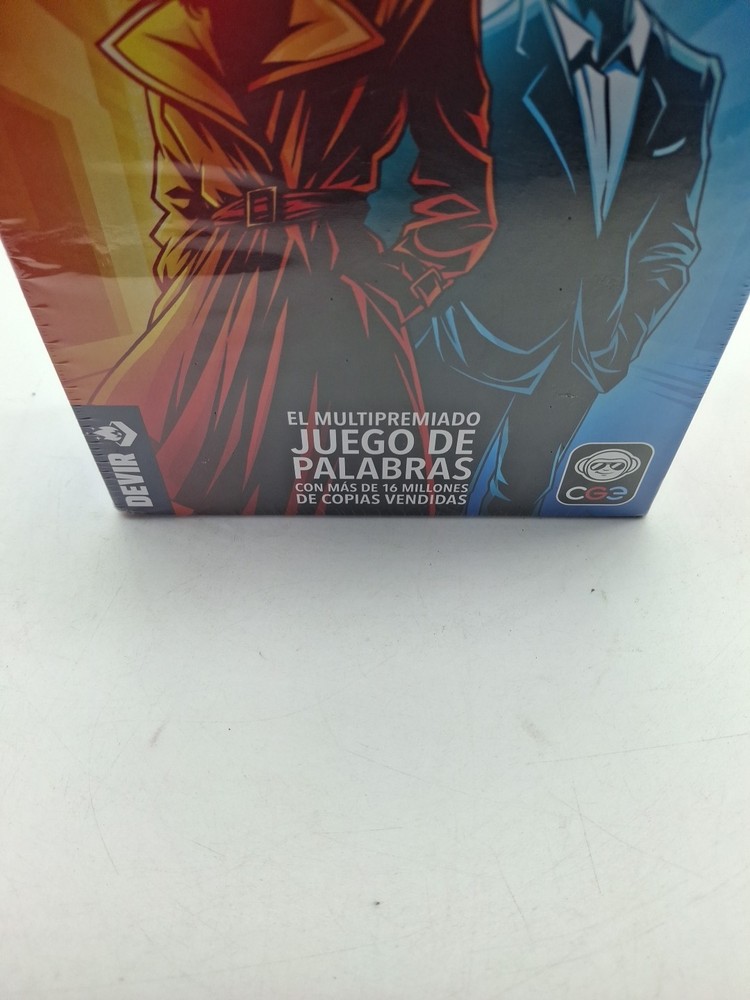 EL MULTIPREMIADO
JUEGO DE
PALABRAS
CON MÁS DE 16 MILLONES
DE COPIAS VENDIDAS
DEVIR
CGE